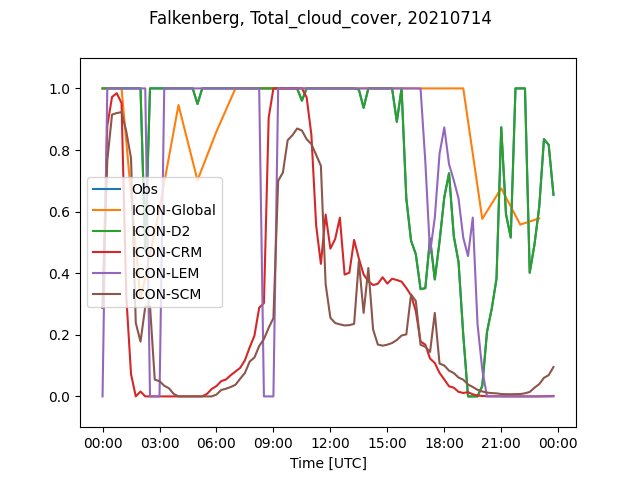 Falkenberg, Total_cloud_cover, 20210714
1.0
0.8
0.6
0.4
0.2
0.0
Obs
ICON-Global
ICON-D2
ICON-CRM
ICON-LEM
ICON-SCM
00:00 03:00 06:00 09:00 12:00 15:00 18:00 21:00 00:00
Time [UTC]